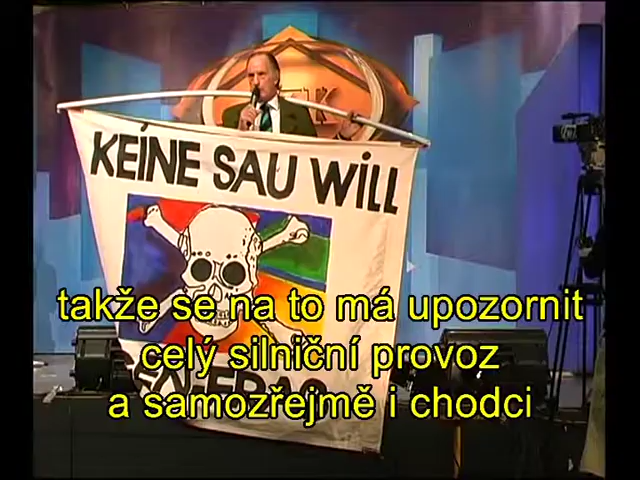 KEINE SAU WILL
takže se na to má upozornit
celý silniční provoz
a samozřejmě i chodci